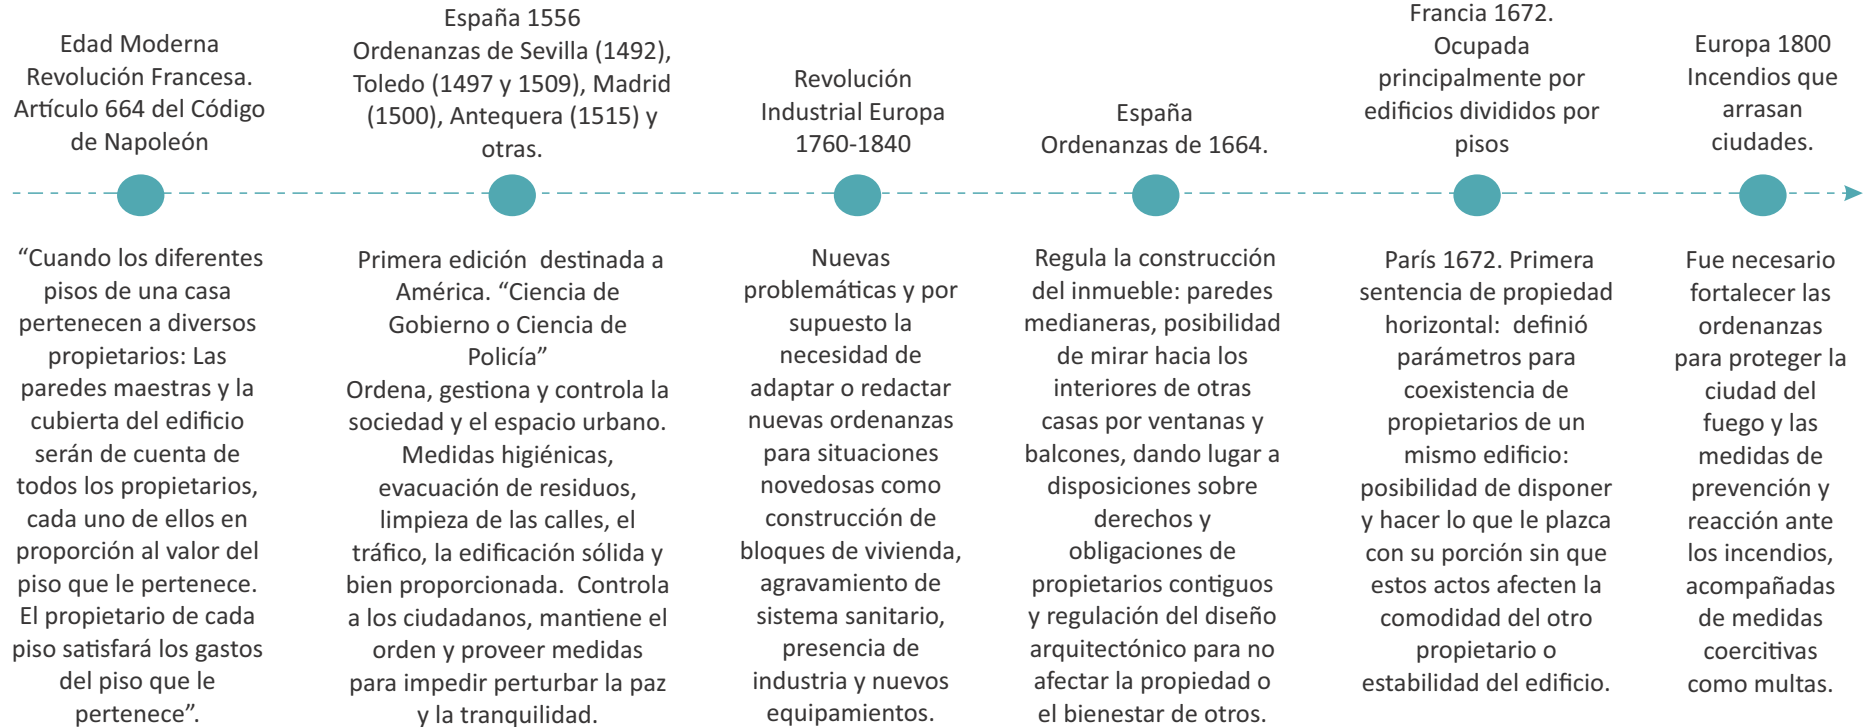 Edad Moderna
Revolución Francesa.
Artículo 664 del Código
de Napoleón
“Cuando los diferentes
pisos de una casa
pertenecen a diversos
propietarios: Las
paredes maestras y la
cubierta del edificio
serán de cuenta de
todos los propietarios,
cada uno de ellos en
proporción al valor del
piso que le pertenece.
El propietario de cada
piso satisfará los gastos
del piso que le
pertenece”.
España 1556
Ordenanzas de Sevilla (1492),
Toledo (1497 y 1509), Madrid
(1500), Antequera (1515) y
otras.
Primera edición destinada a
América. “Ciencia de
Gobierno o Ciencia de
Policía”
Ordena, gestiona y controla la
sociedad y el espacio urbano.
Medidas higiénicas,
evacuación de residuos,
limpieza de las calles, el
tráfico, la edificación sólida y
bien proporcionada. Controla
a los ciudadanos, mantiene el
orden y proveer medidas
para impedir perturbar la paz
y la tranquilidad.
Revolución
Industrial Europa
1760-1840
Nuevas
problemáticas y por
supuesto la
necesidad de
adaptar o redactar
nuevas ordenanzas
para situaciones
novedosas como
construcción de
bloques de vivienda,
agravamiento de
sistema sanitario,
presencia de
industria y nuevos
equipamientos.
España
Ordenanzas de 1664.
Regula la construcción
del inmueble: paredes
medianeras, posibilidad
de mirar hacia los
interiores de otras
casas por ventanas y
balcones, dando lugar a
disposiciones sobre
derechos y
obligaciones de
propietarios contiguos
y regulación del diseño
arquitectónico para no
afectar la propiedad o
el bienestar de otros.
Francia 1672.
Ocupada
principalmente por
edificios divididos por
pisos
París 1672. Primera
sentencia de propiedad
horizontal: definió
parámetros para
coexistencia de
propietarios de un
mismo edificio:
posibilidad de disponer
y hacer lo que le plazca
con su porción sin que
estos actos afecten la
comodidad del otro
propietario o
estabilidad del edificio.
Europa 1800
Incendios que
arrasan
ciudades.
Fue necesario
fortalecer las
ordenanzas
para proteger la
ciudad del
fuego y las
medidas de
prevención y
reacción ante
los incendios,
acompañadas
de medidas
coercitivas
como multas.